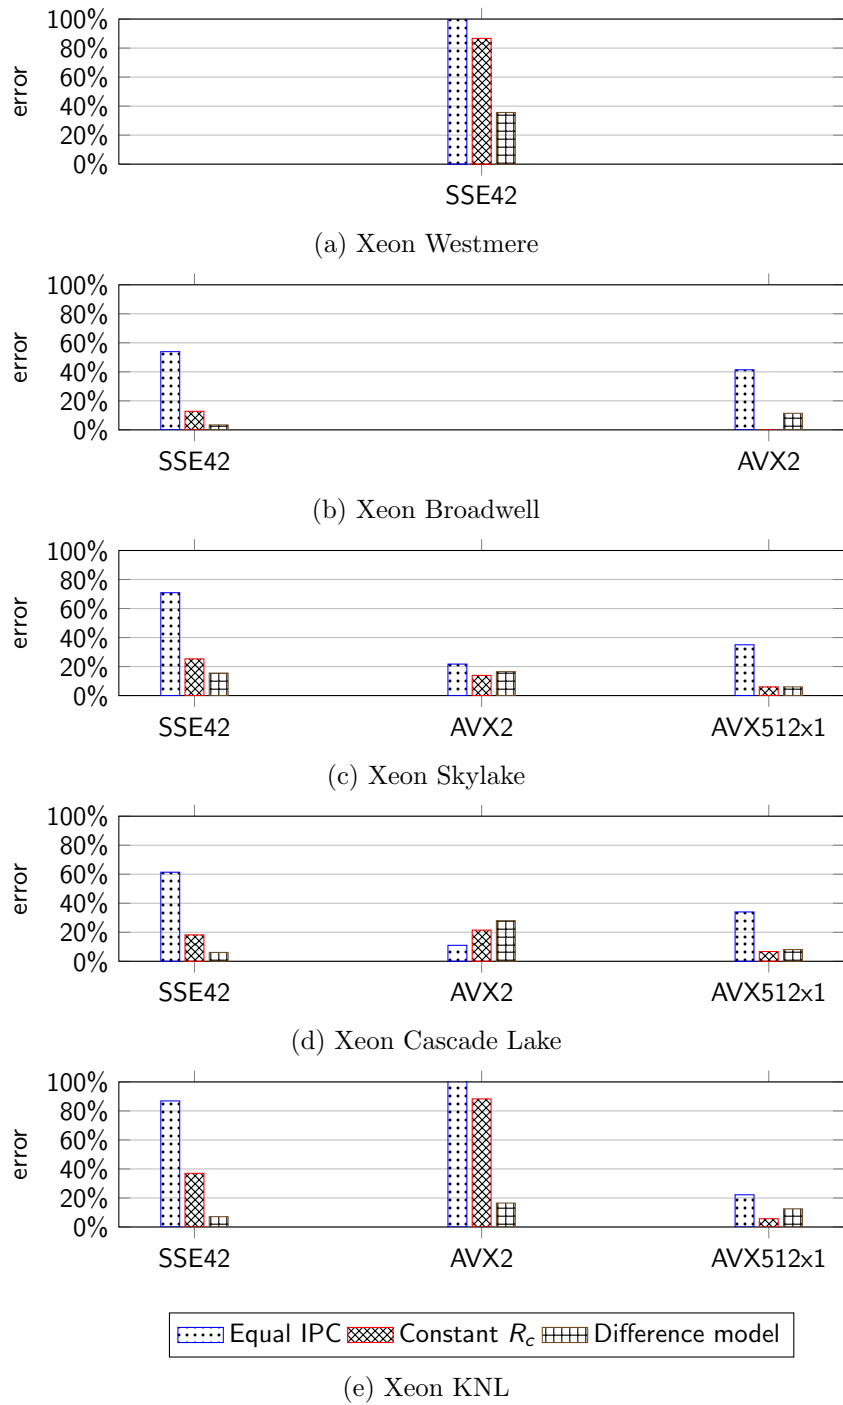 100%
80%
60%
40%
20%
0%
error
SSE42
(a) Xeon Westmere
100%
80%
60%
40%
20%
0%
error
SSE42 AVX2
(b) Xeon Broadwell
100%
80%
60%
40%
20%
0%
error
SSE42 AVX2 AVX512x1
(c) Xeon Skylake
100%
80%
60%
40%
20%
0%
error
SSE42 AVX2 AVX512x1
(d) Xeon Cascade Lake
100%
80%
60%
40%
20%
0%
error
SSE42 AVX2 AVX512x1
Equal IPC Constant R_c Difference model
(e) Xeon KNL